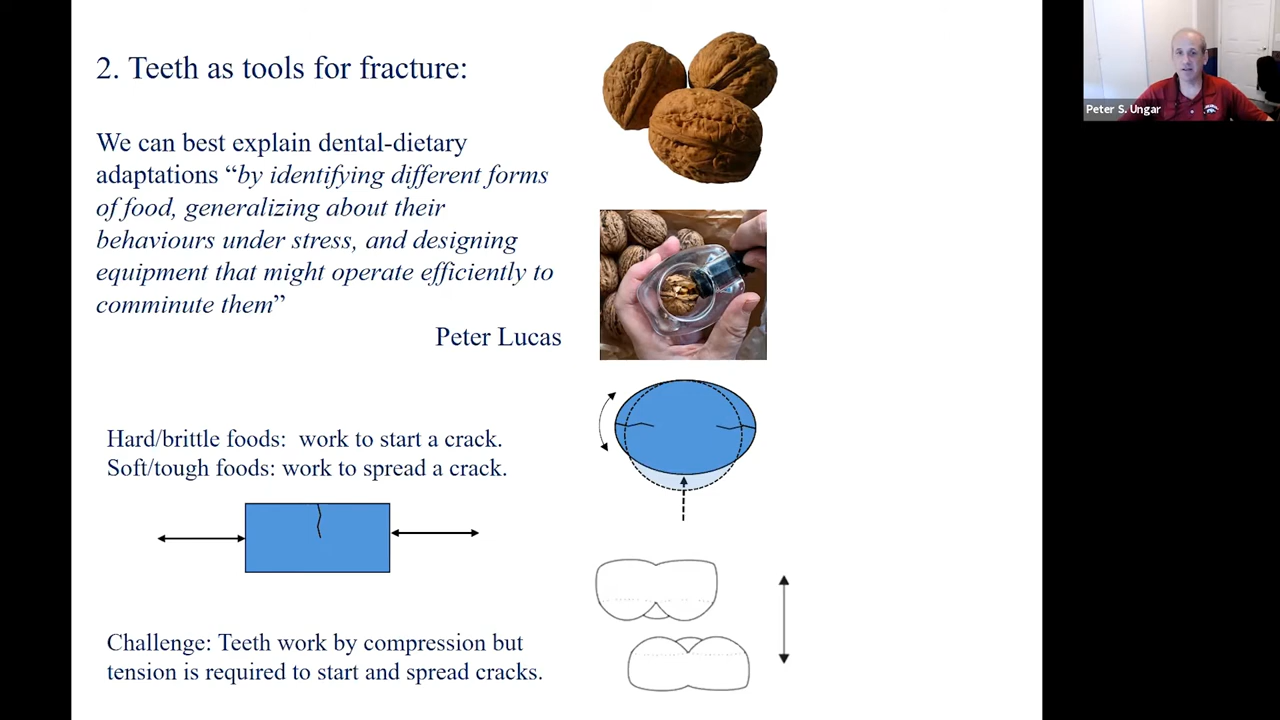 2. Teeth as tools for fracture:
We can best explain dental-dietary
adaptations “by identifying different forms
of food, generalizing about their
behaviours under stress, and designing
equipment that might operate efficiently to
comminute them”
Peter Lucas
Hard/brittle foods:  work to start a crack.
Soft/tough foods: work to spread a crack.
Challenge: Teeth work by compression but
tension is required to start and spread cracks.
Peter S. Ungar